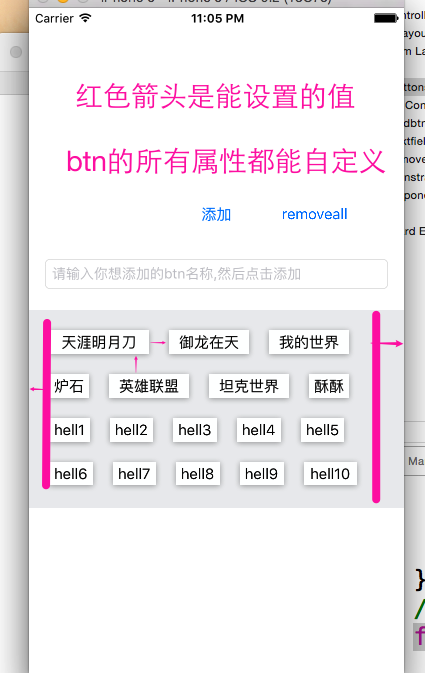 Carrier 11:05 PM
红色箭头是能设置的值
btn的所有属性都能自定义
添加 removeall
请输入你想添加的btn名称,然后点击添加
天涯明月刀 御龙在天 我的世界
炉石 英雄联盟 坦克世界 酥酥
hell1 hell2 hell3 hell4 hell5
hell6 hell7 hell8 hell9 hell10
Ma
}
/
f